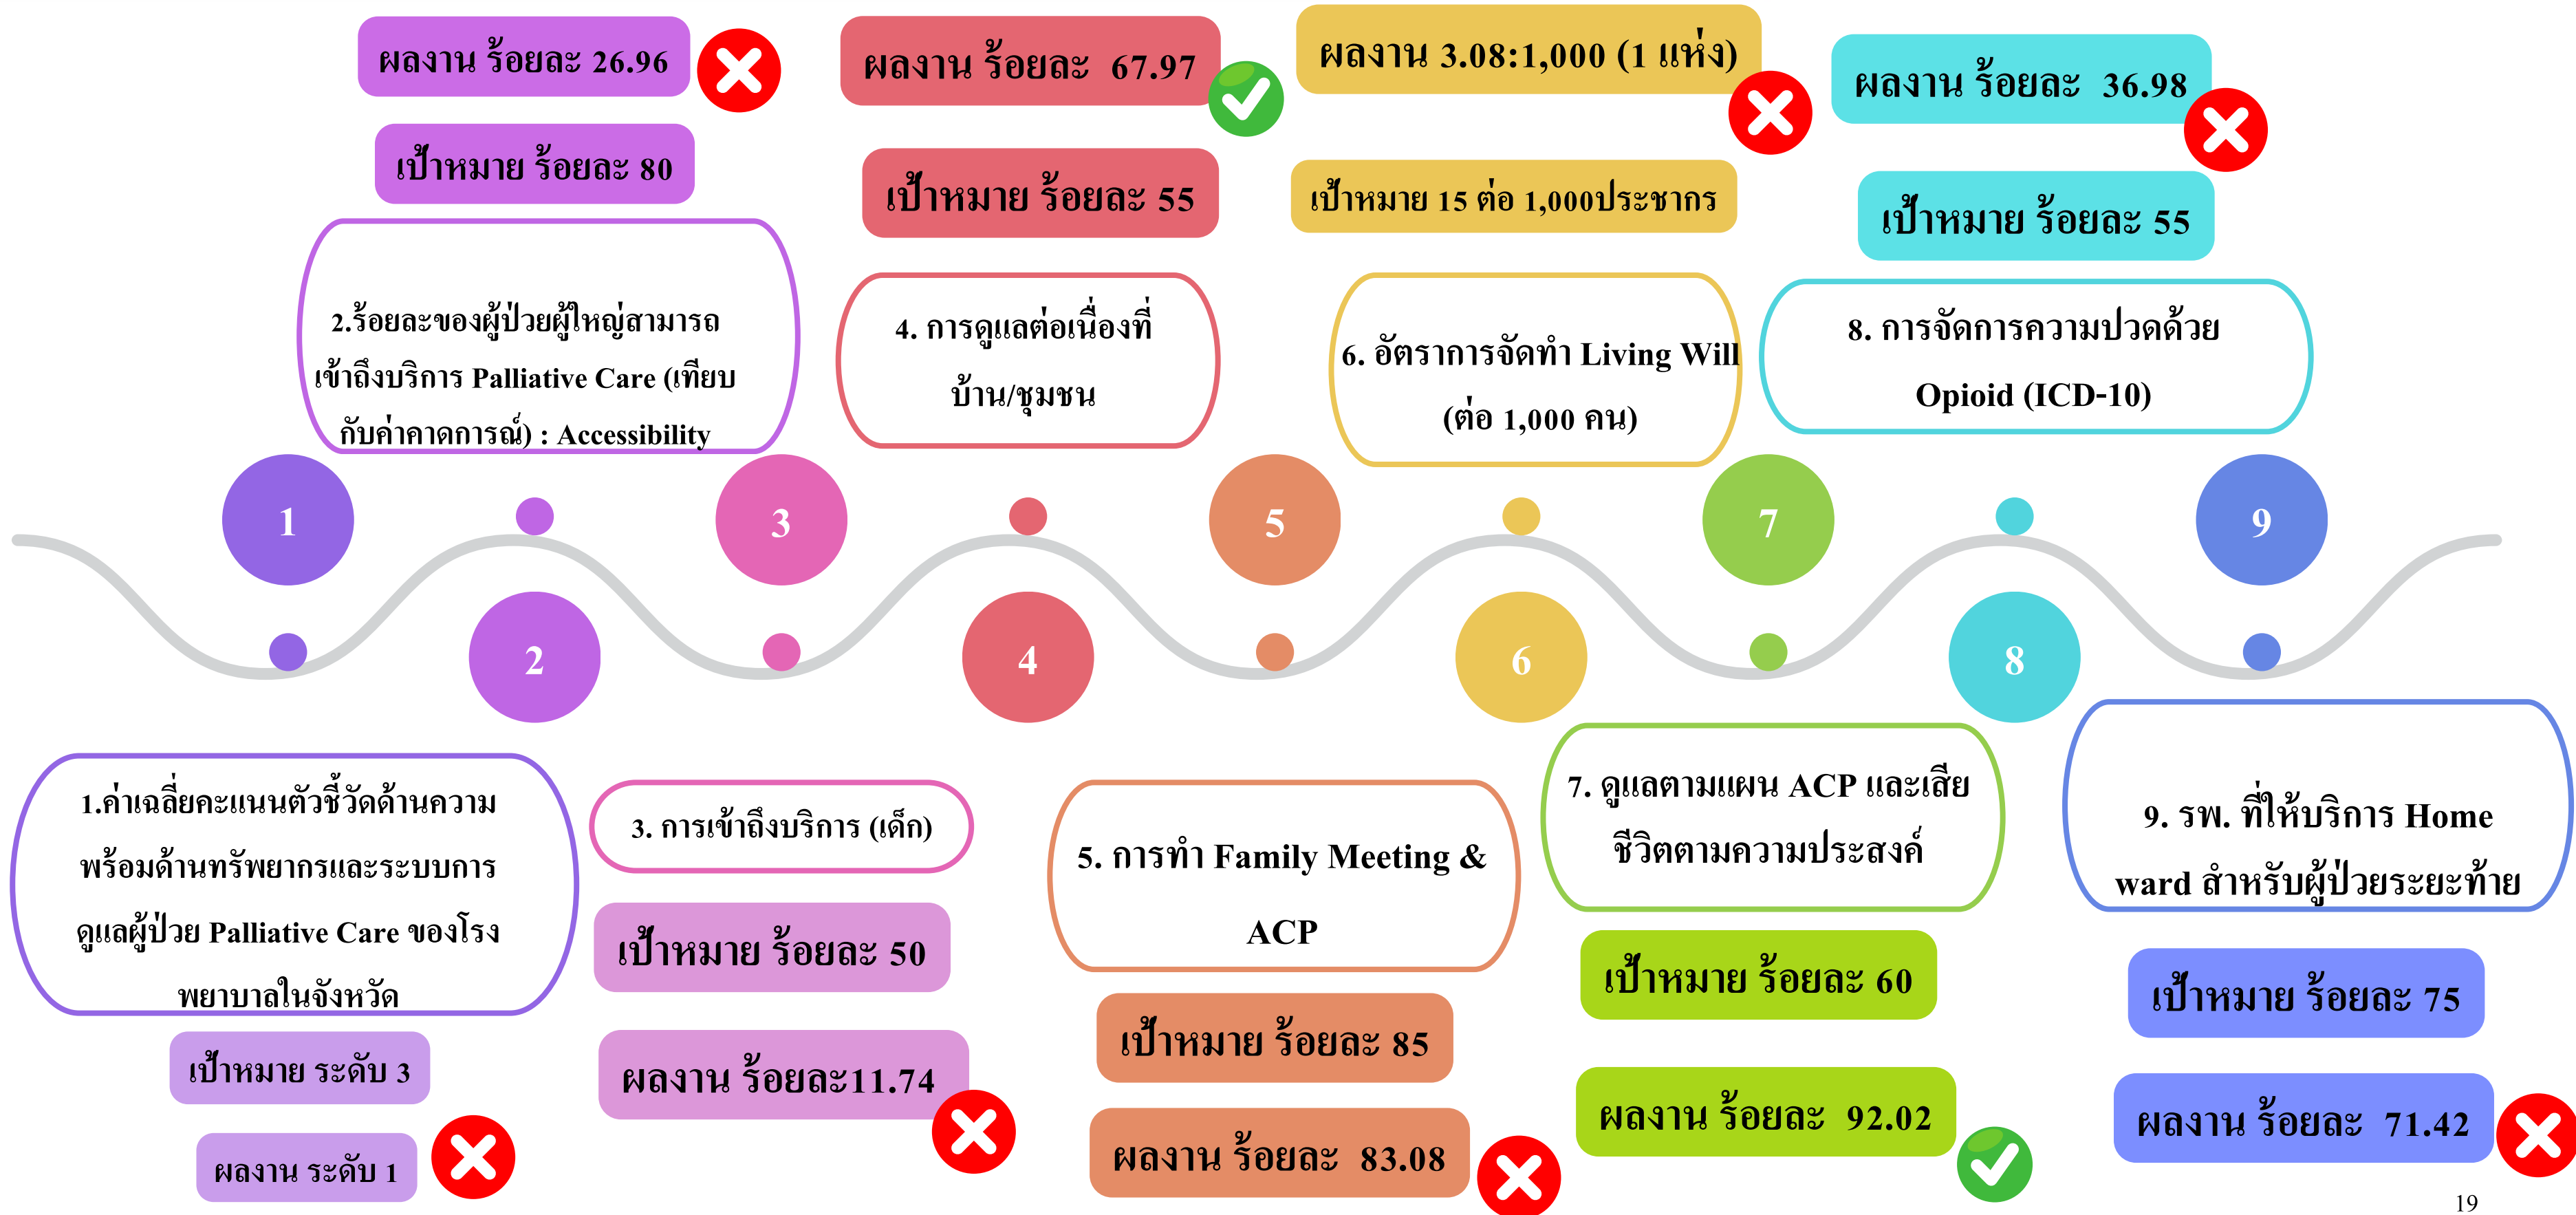 ผลงาน ร้อยละ 26.96
เป้าหมาย ร้อยละ 80
2.ร้อยละของผู้ป่วยผู้ใหญ่สามารถ
เข้าถึงบริการ Palliative Care (เทียบ
กับค่าคาดการณ์) : Accessibility
ผลงาน ร้อยละ 67.97
เป้าหมาย ร้อยละ 55
4. การดูแลต่อเนื่องที่
บ้าน/ชุมชน
ผลงาน 3.08:1,000 (1 แห่ง)
เป้าหมาย 15 ต่อ 1,000ประชากร
6. อัตราการจัดทำ Living Will
(ต่อ 1,000 คน)
ผลงาน ร้อยละ 36.98
เป้าหมาย ร้อยละ 55
8. การจัดการความปวดด้วย
Opioid (ICD-10)
1
2
3
4
5
6
7
8
9
1.ค่าเฉลี่ยคะแนนตัวชี้วัดด้านความ
พร้อมด้านทรัพยากรและระบบการ
ดูแลผู้ป่วย Palliative Care ของโรง
พยาบาลในจังหวัด
เป้าหมาย ระดับ 3
ผลงาน ระดับ 1
3. การเข้าถึงบริการ (เด็ก)
เป้าหมาย ร้อยละ 50
ผลงาน ร้อยละ11.74
5. การทำ Family Meeting &
ACP
เป้าหมาย ร้อยละ 85
ผลงาน ร้อยละ 83.08
7. ดูแลตามแผน ACP และเสีย
ชีวิตตามความประสงค์
เป้าหมาย ร้อยละ 60
ผลงาน ร้อยละ 92.02
9. รพ. ที่ให้บริการ Home
ward สำหรับผู้ป่วยระยะท้าย
เป้าหมาย ร้อยละ 75
ผลงาน ร้อยละ 71.42
19